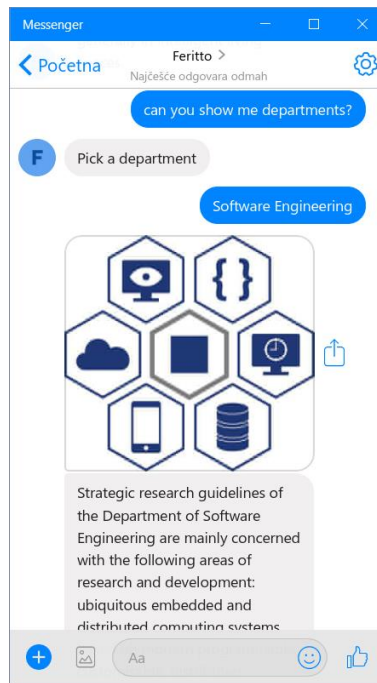 Messenger
Početna
Feritto >
Najčešće odgovara odmah
can you show me departments?
F
Pick a department
Software Engineering
{ }
Strategic research guidelines of
the Department of Software
Engineering are mainly concerned
with the following areas of
research and development:
ubiquitous embedded and
distributed computing systems
Aa